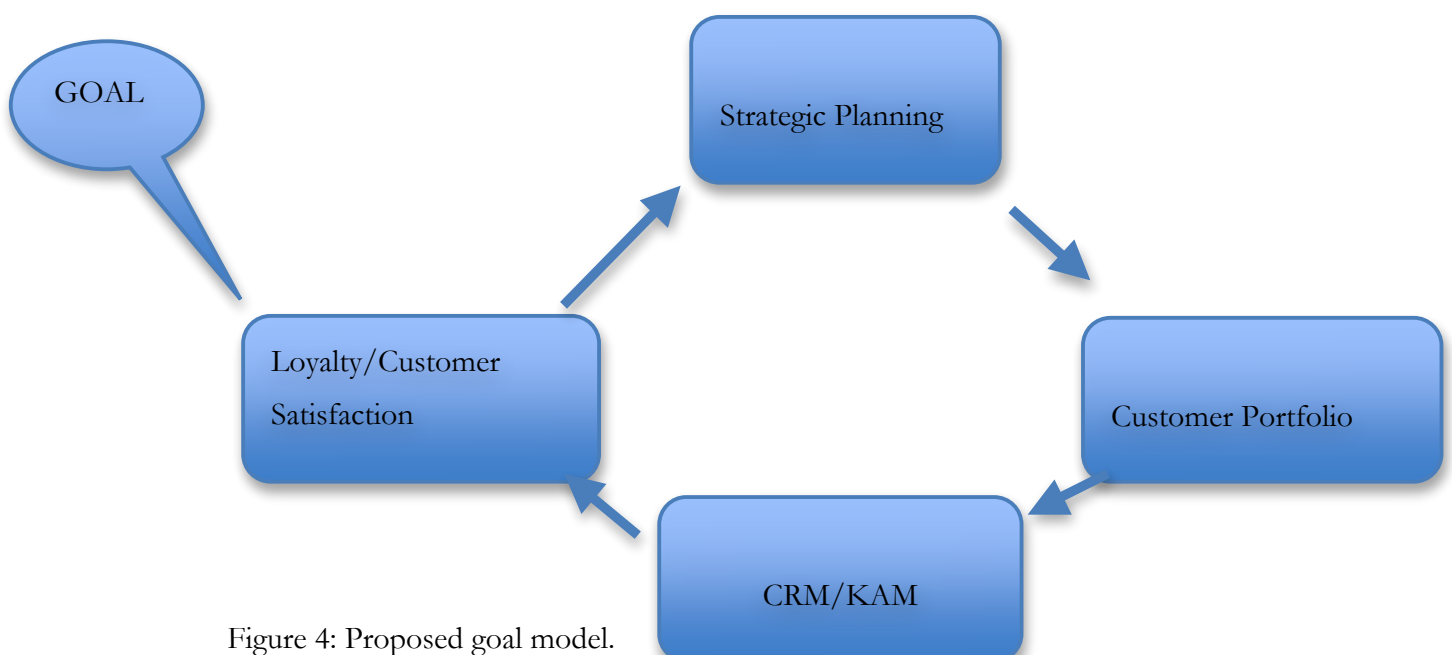 GOAL
Strategic Planning
Loyalty/Customer
Satisfaction
Customer Portfolio
CRM/KAM
Figure 4: Proposed goal model.